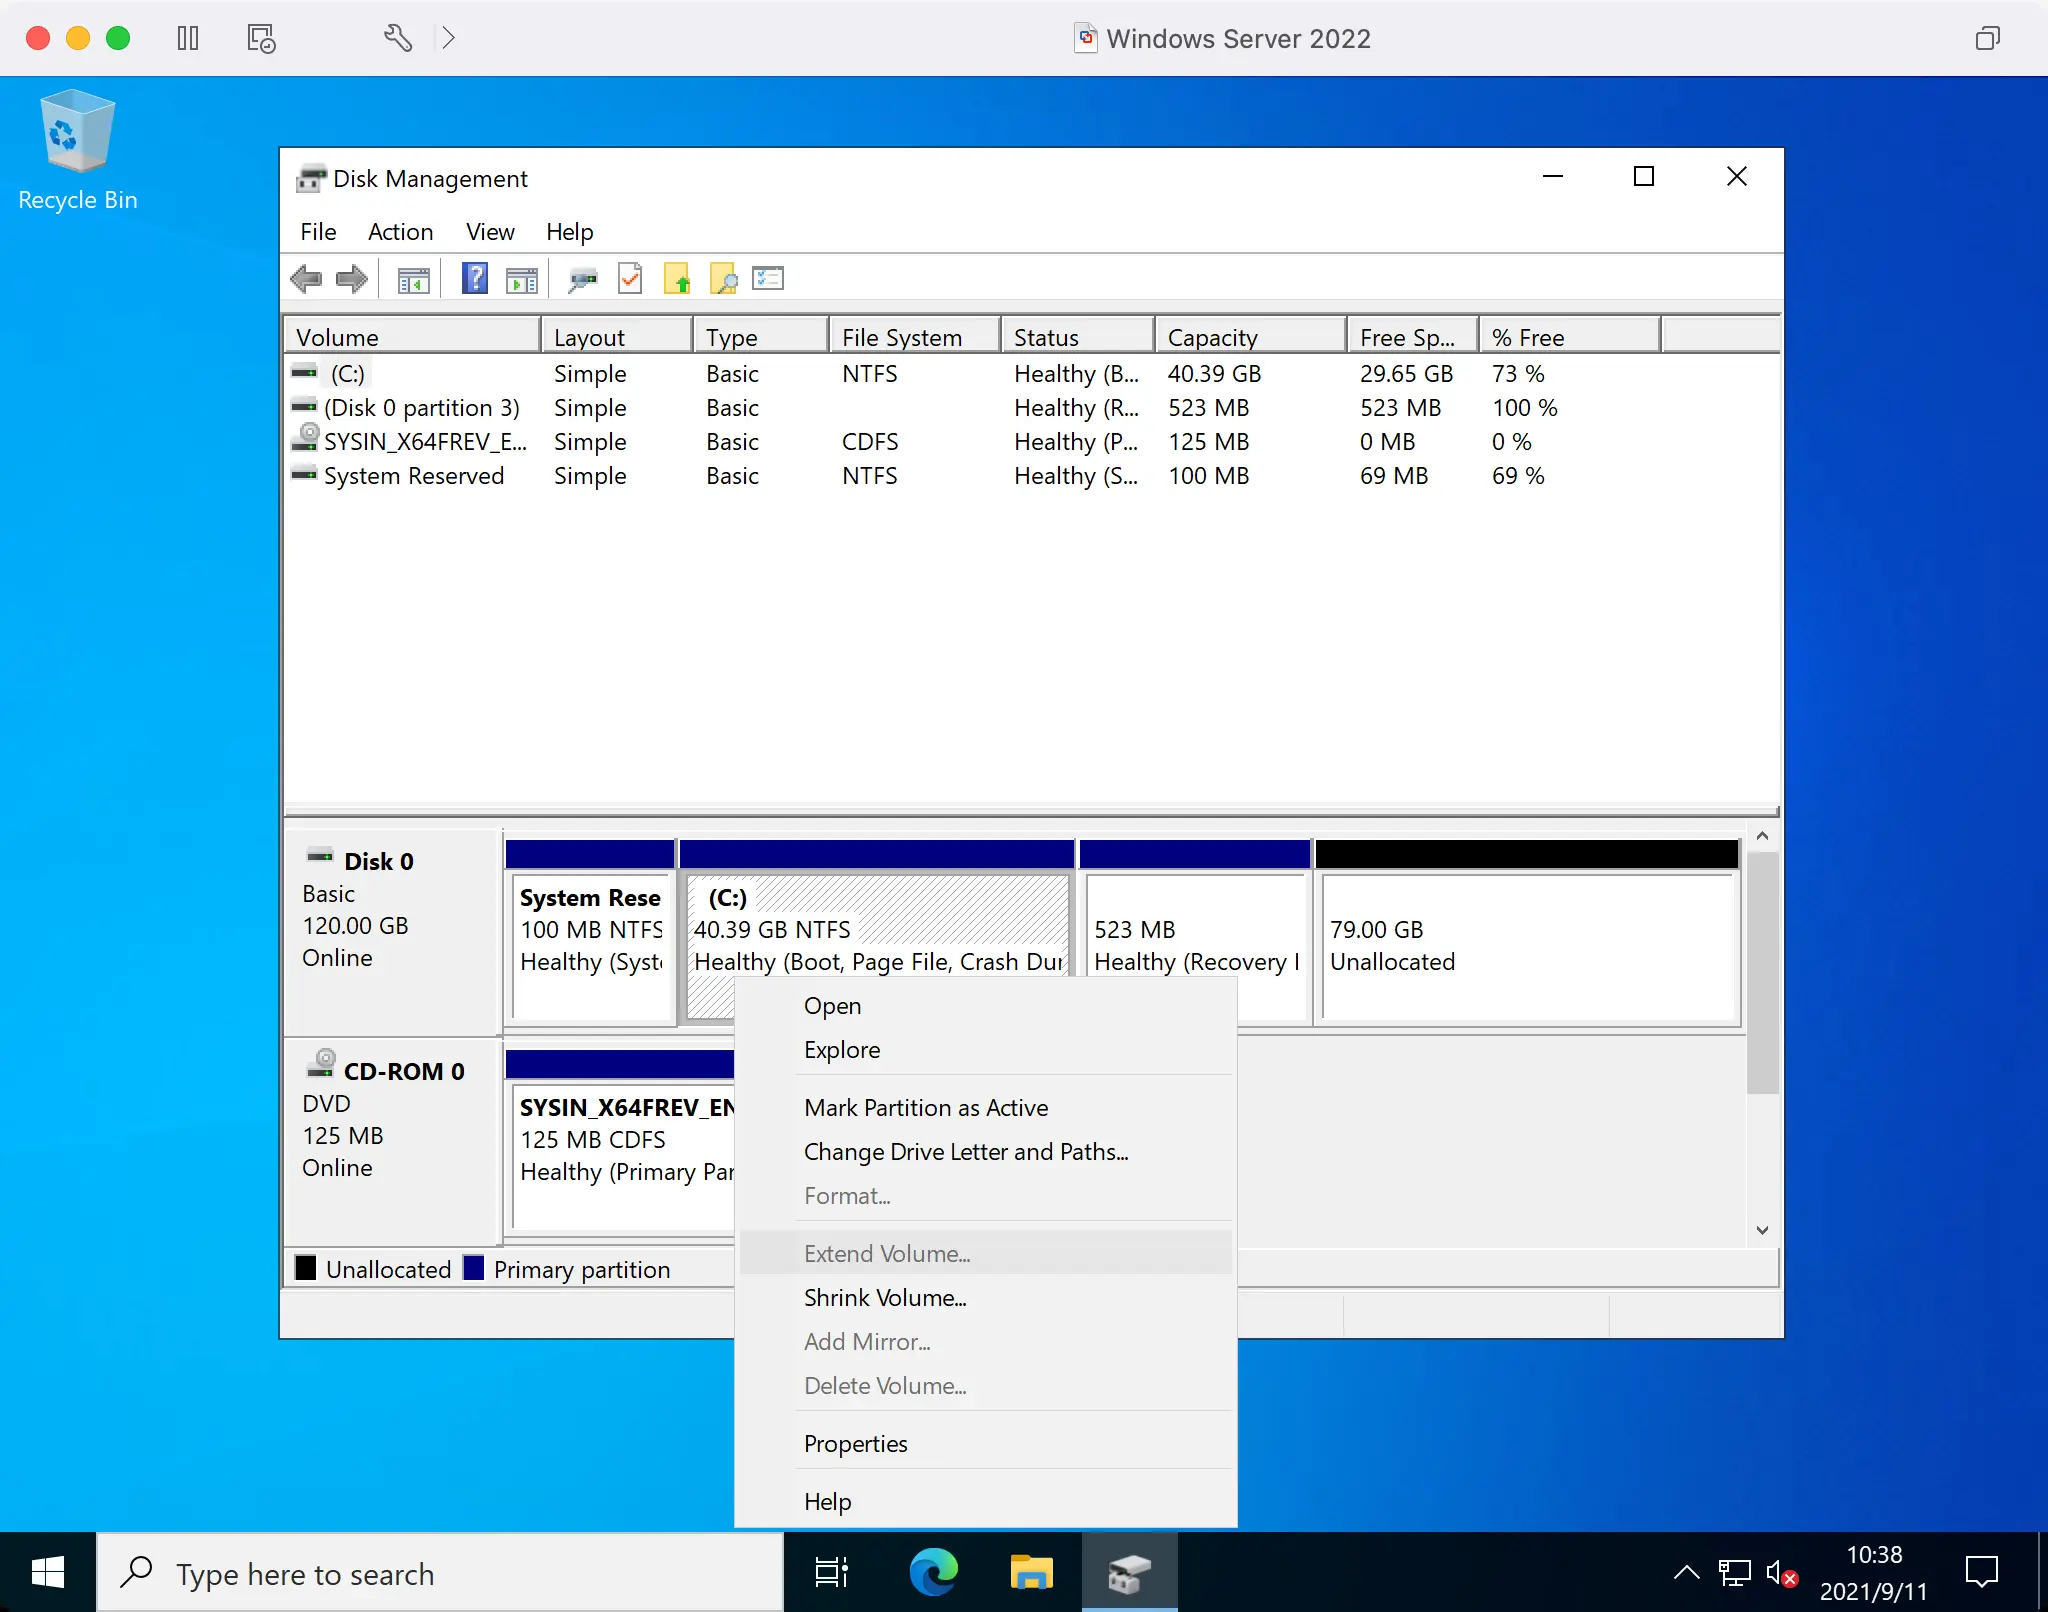 Windows Server 2022
Recycle Bin
Disk Management
File Action View Help
Volume Layout Type File System Status Capacity Free Sp... % Free
(C:) Simple Basic NTFS Healthy (B... 40.39 GB 29.65 GB 73 %
(Disk 0 partition 3) Simple Basic Healthy (R... 523 MB 523 MB 100 %
SYSIN_X64FREV_E... Simple Basic CDFS Healthy (P... 125 MB 0 MB 0 %
System Reserved Simple Basic NTFS Healthy (S... 100 MB 69 MB 69 %
Disk 0
Basic
120.00 GB
Online
System Rese
100 MB NTFS
Healthy (Syst
(C:)
40.39 GB NTFS
Healthy (Boot, Page File, Crash Dur
523 MB
Healthy (Recovery
79.00 GB
Unallocated
CD-ROM 0
DVD
125 MB
Online
SYSIN_X64FREV_EN
125 MB CDFS
Healthy (Primary Par
Open
Explore
Mark Partition as Active
Change Drive Letter and Paths...
Format...
Extend Volume...
Shrink Volume...
Add Mirror...
Delete Volume...
Properties
Help
Unallocated Primary partition
Type here to search
10:38
2021/9/11